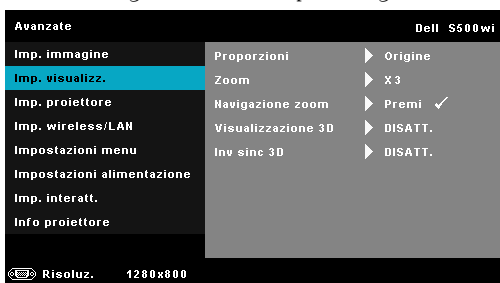 Avanzate Dell S500wi
Imp. immagine
Imp. visualizz.
Imp. proiettore
Imp. wireless/LAN
Impostazioni menu
Impostazioni alimentazione
Imp. interatt.
Info proiettore
Proporzioni Origine
Zoom X3
Navigazione zoom Premi ✓
Visualizzazione 3D DISATT.
Inv sinc 3D DISATT.
Risoluz. 1280x800